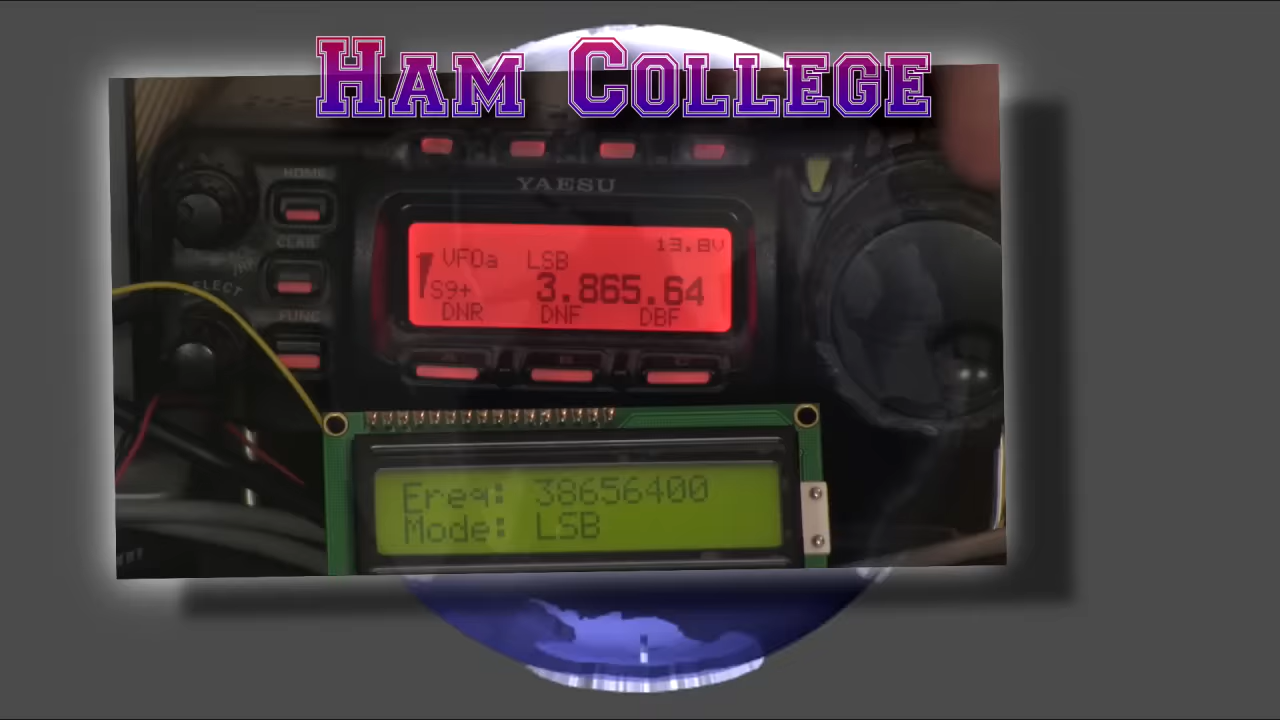 HAM COLLEGE
HOME
YAESU
13.8V
CLAR
VFOa LSB
SELECT
S9+ 3.865.64
DNR DNF DBF
FUNC
A B C
Freq: 38656400
Mode: LSB